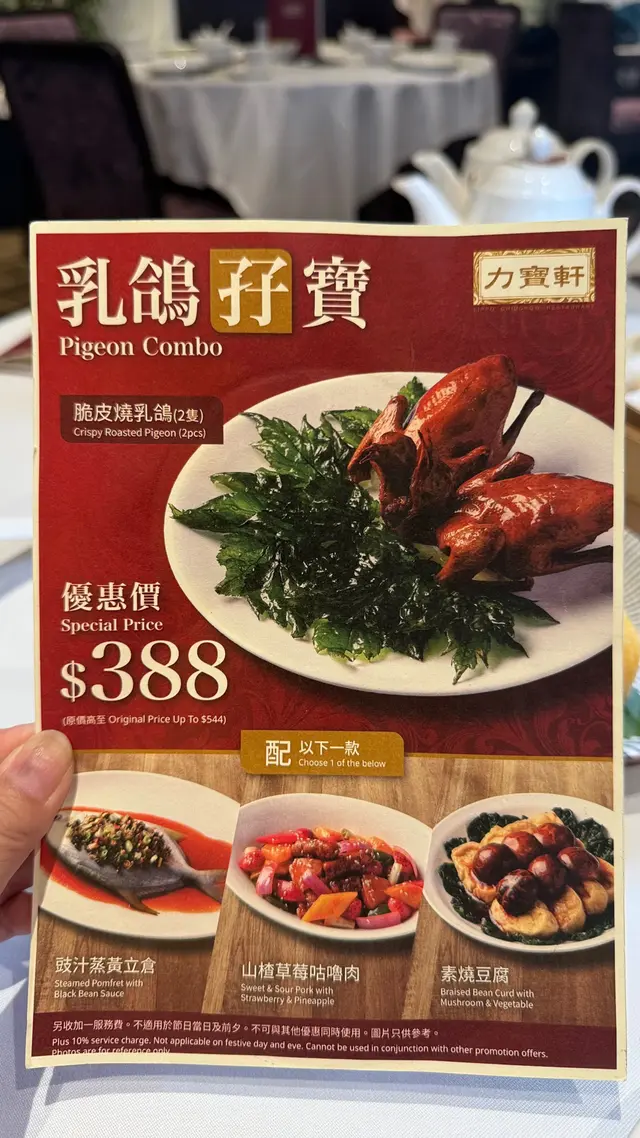 乳鴿孖寶
Pigeon Combo
力寶軒
脆皮燒乳鴿(2隻)
Crispy Roasted Pigeon (2pcs)
優惠價
Special Price
$388
(原價高至 Original Price Up To $544)
配 以下一款
Choose 1 of the below
豉汁蒸黃立倉
Steamed Pomfret with
Black Bean Sauce
山楂草莓咕嚕肉
Sweet & Sour Pork with
Strawberry & Pineapple
素燒豆腐
Braised Bean Curd with
Mushroom & Vegetable
另收加一服務費。不適用於節日當日及前夕。不可與其他優惠同時使用。圖片只供參考。
Plus 10% service charge. Not applicable on festive day and eve. Cannot be used in conjunction with other promotion offers.
Photos are for reference only.